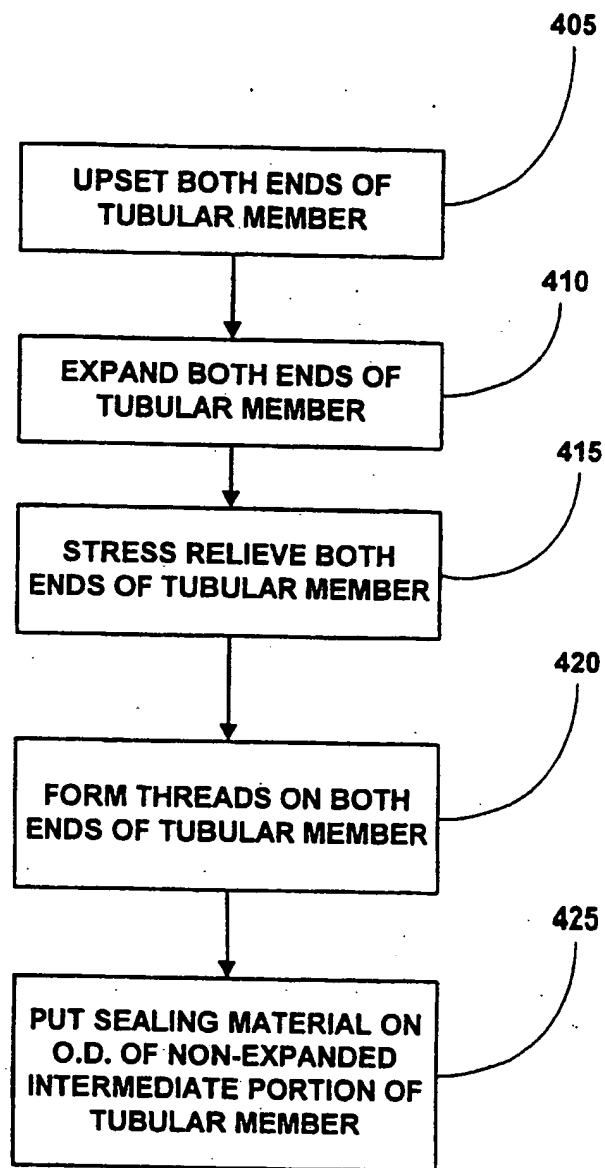 405
UPSET BOTH ENDS OF
TUBULAR MEMBER
410
EXPAND BOTH ENDS OF
TUBULAR MEMBER
415
STRESS RELIEVE BOTH
ENDS OF TUBULAR MEMBER
420
FORM THREADS ON BOTH
ENDS OF TUBULAR MEMBER
425
PUT SEALING MATERIAL ON
O.D. OF NON-EXPANDED
INTERMEDIATE PORTION OF
TUBULAR MEMBER